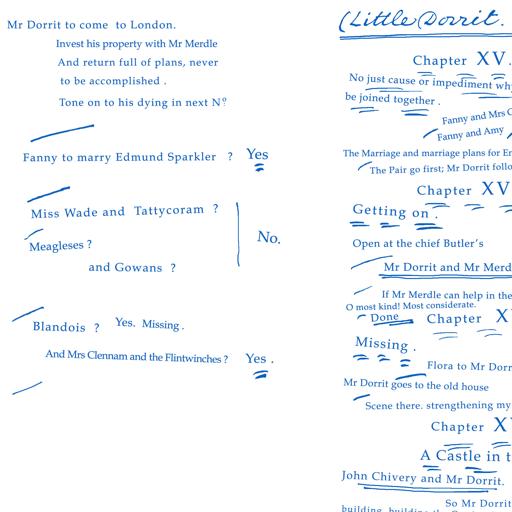 Mr Dorrit to come to London.
Invest his property with Mr Merdle
And return full of plans, never
to be accomplished .
Tone on to his dying in next Nº
Fanny to marry Edmund Sparkler ? Yes
Miss Wade and Tattycoram ?
Meagleses ?
No.
and Gowans ?
Blandois ? Yes. Missing .
And Mrs Clennam and the Flintwinches ? Yes .
(Little Dorrit.
Chapter XV.
No just cause or impediment why
be joined together .
Fanny and Mrs
Fanny and Amy
The Marriage and marriage plans for
The Pair go first; Mr Dorrit
Chapter XV
Getting on .
Open at the chief Butler's
Mr Dorrit and Mr
If Mr Merdle can help in the
O most kind! Most considerate.
Done
Chapter
Missing .
Flora to Mr
Mr Dorrit goes to the old house
Scene there. strengthening my
Chapter
A Castle in
John Chivery and Mr Dorrit.
So Mr Dorrit
building, building